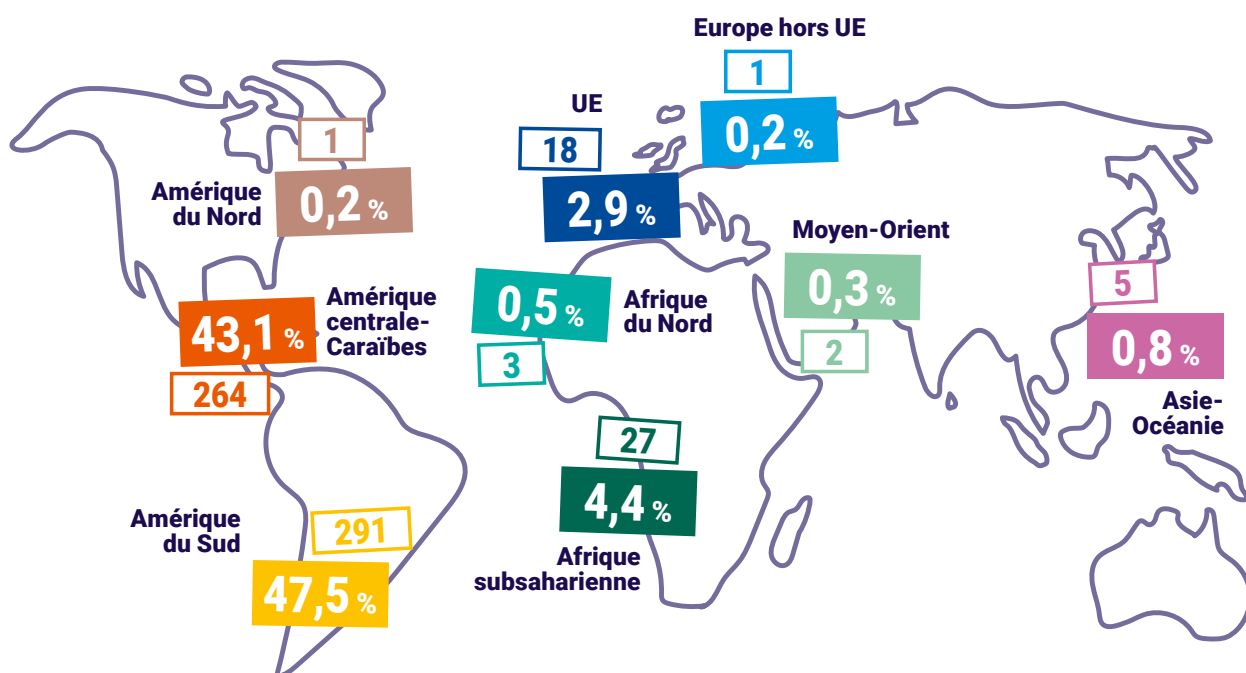 Europe hors UE
1
0,2 %
UE
18
2,9 %
1
Amérique
du Nord
0,2 %
Moyen-Orient
0,3 %
2
Amérique
centrale-
Caraïbes
43,1 %
264
0,5 %
Afrique
du Nord
3
5
0,8 %
Asie-
Océanie
27
4,4 %
Afrique
subsaharienne
Amérique
du Sud
291
47,5 %